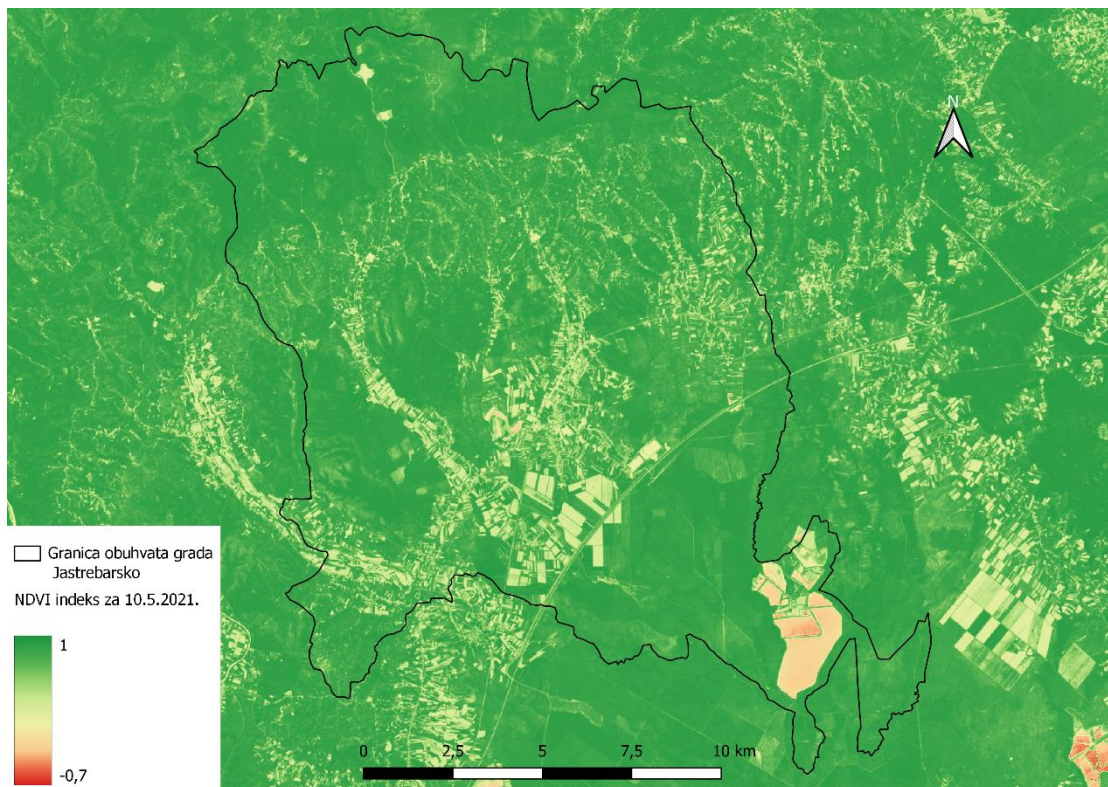 N
Granica obuhvata grada
Jastrebarsko
NDVI indeks za 10.5.2021.
1
-0,7
0 2,5 5 7,5 10 km